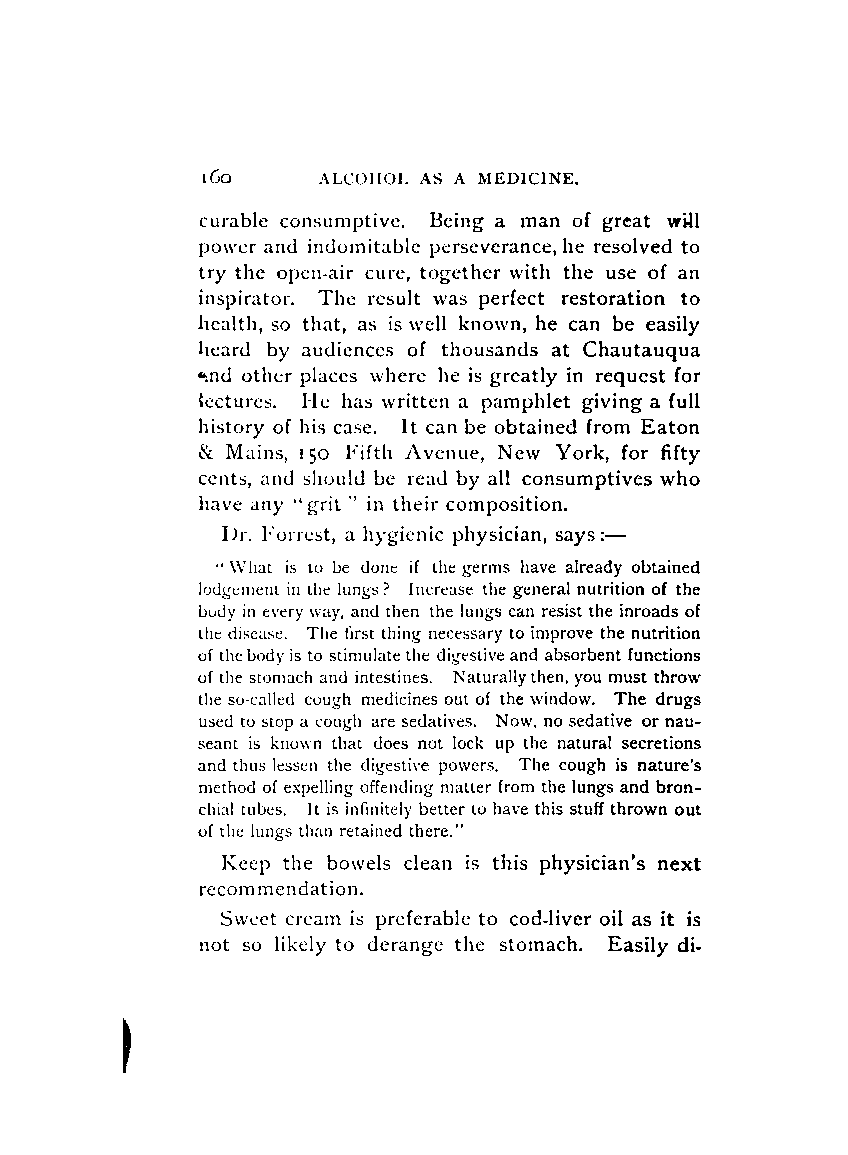 160 ALCOHOL AS A MEDICINE.
curable consumptive. Being a man of great will
power and indomitable perseverance, he resolved to
try the open-air cure, together with the use of an
inspirator. The result was perfect restoration to
health, so that, as is well known, he can be easily
heard by audiences of thousands at Chautauqua
and other places where he is greatly in request for
lectures. He has written a pamphlet giving a full
history of his case. It can be obtained from Eaton
& Mains, 150 Fifth Avenue, New York, for fifty
cents, and should be read by all consumptives who
have any "grit" in their composition.
Dr. Forrest, a hygienic physician, says:—
"What is to be done if the germs have already obtained
lodgement in the lungs? Increase the general nutrition of the
body in every way, and then the lungs can resist the inroads of
the disease. The first thing necessary to improve the nutrition
of the body is to stimulate the digestive and absorbent functions
of the stomach and intestines. Naturally then, you must throw
the so-called cough medicines out of the window. The drugs
used to stop a cough are sedatives. Now, no sedative or nau-
seant is known that does not lock up the natural secretions
and thus lessen the digestive powers. The cough is nature's
method of expelling offending matter from the lungs and bron-
chial tubes. It is infinitely better to have this stuff thrown out
of the lungs than retained there."
Keep the bowels clean is this physician's next
recommendation.
Sweet cream is preferable to cod-liver oil as it is
not so likely to derange the stomach. Easily di-